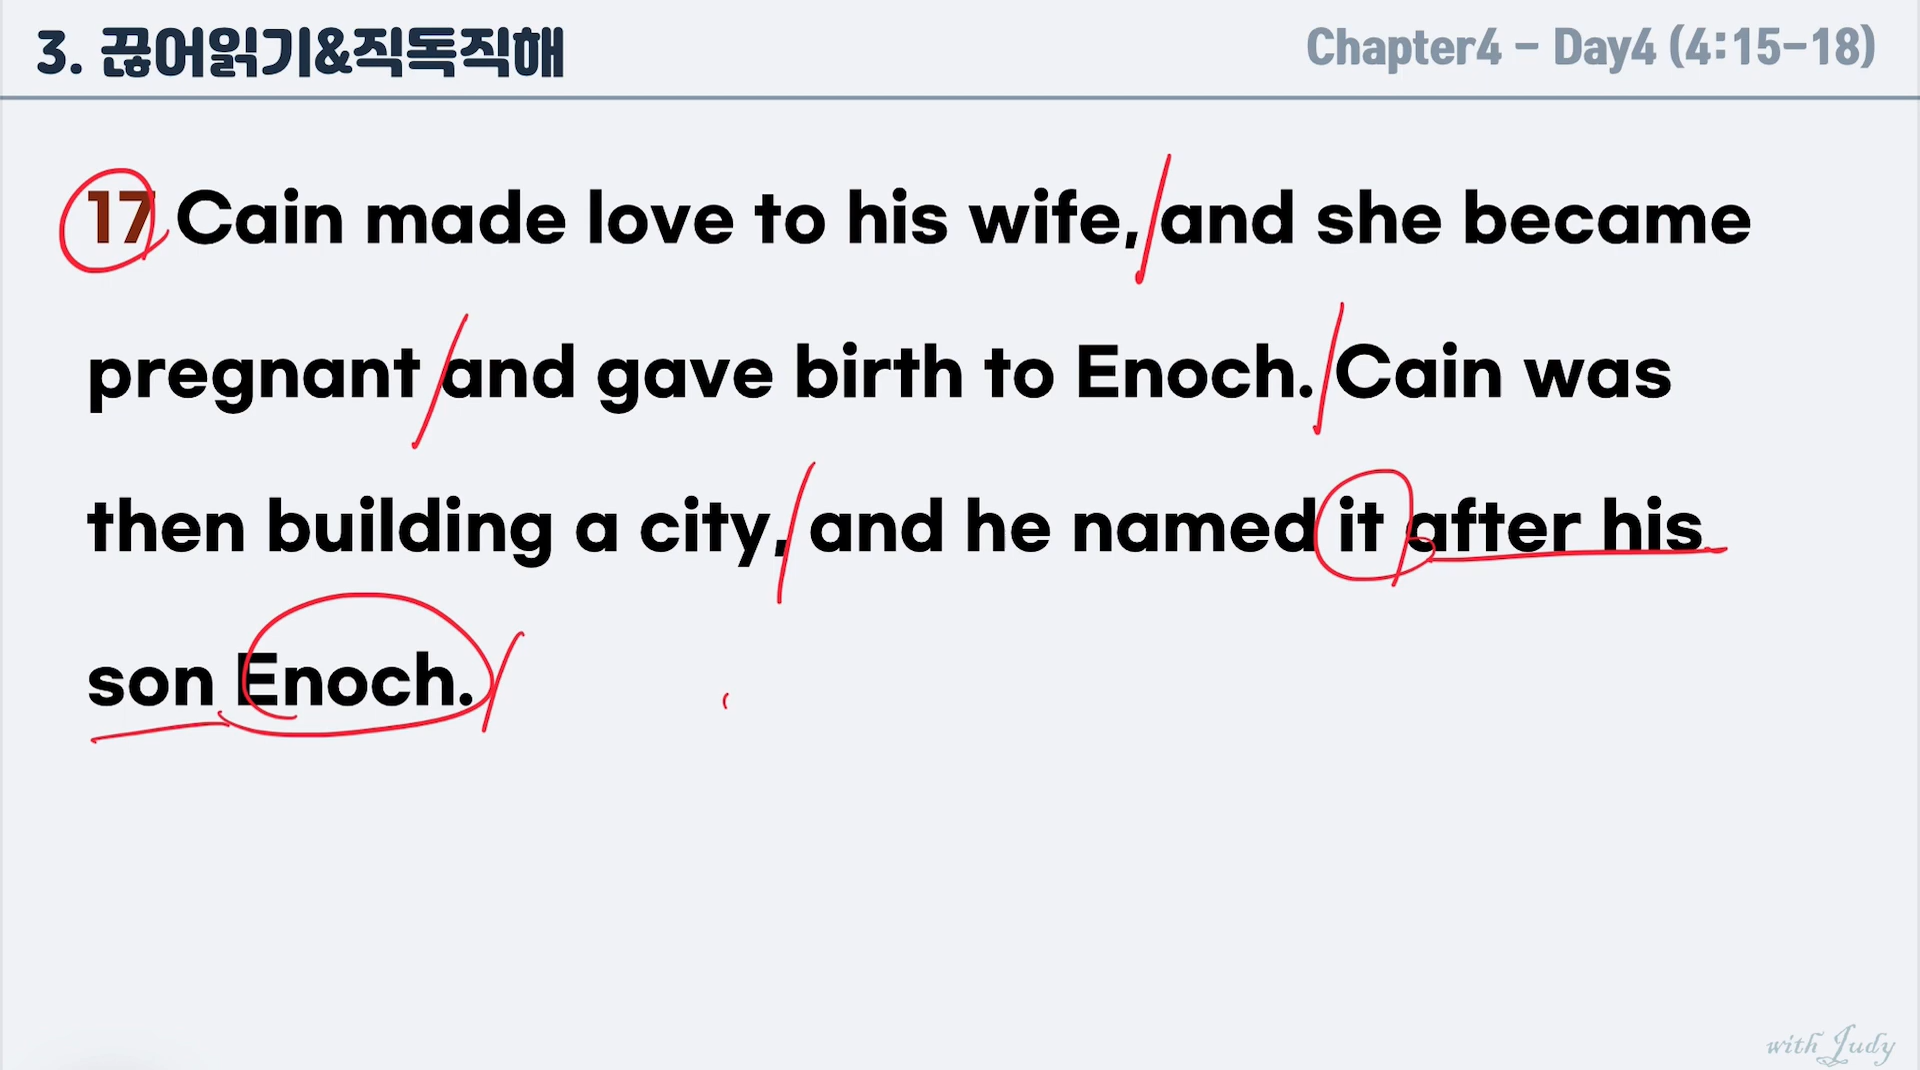 3. 끊어읽기&직독직해
Chapter4 - Day4 (4:15-18)
17 Cain made love to his wife, and she became
pregnant and gave birth to Enoch. Cain was
then building a city, and he named it after his
son Enoch.
with Judy